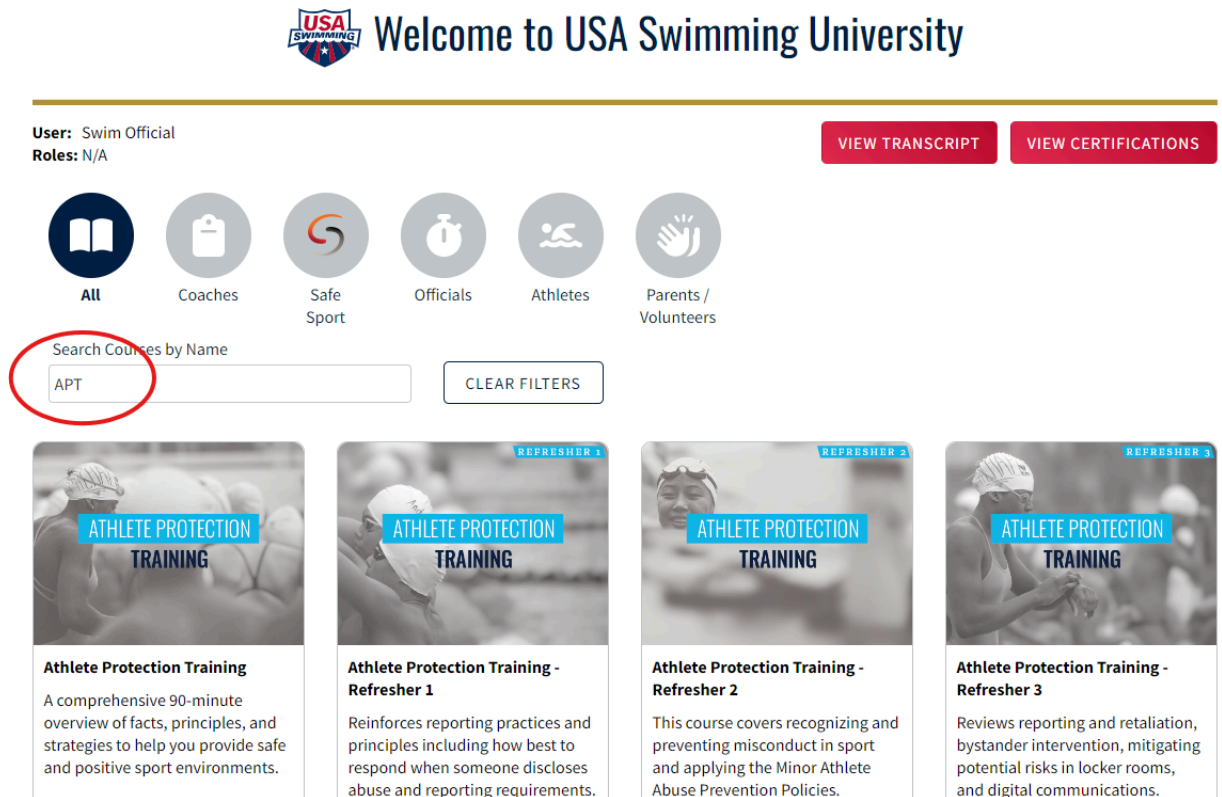 USA
SWIMMING
Welcome to USA Swimming University
User: Swim Official
Roles: N/A
VIEW TRANSCRIPT
VIEW CERTIFICATIONS
All
Coaches
Safe
Sport
Officials
Athletes
Parents /
Volunteers
Search Courses by Name
APT
CLEAR FILTERS
ATHLETE PROTECTION
TRAINING
Athlete Protection Training
A comprehensive 90-minute
overview of facts, principles, and
strategies to help you provide safe
and positive sport environments.
REFRESHER 1
ATHLETE PROTECTION
TRAINING
Athlete Protection Training -
Refresher 1
Reinforces reporting practices and
principles including how best to
respond when someone discloses
abuse and reporting requirements.
REFRESHER 2
ATHLETE PROTECTION
TRAINING
Athlete Protection Training -
Refresher 2
This course covers recognizing and
preventing misconduct in sport
and applying the Minor Athlete
Abuse Prevention Policies.
REFRESHER 3
ATHLETE PROTECTION
TRAINING
Athlete Protection Training -
Refresher 3
Reviews reporting and retaliation,
bystander intervention, mitigating
potential risks in locker rooms,
and digital communications.